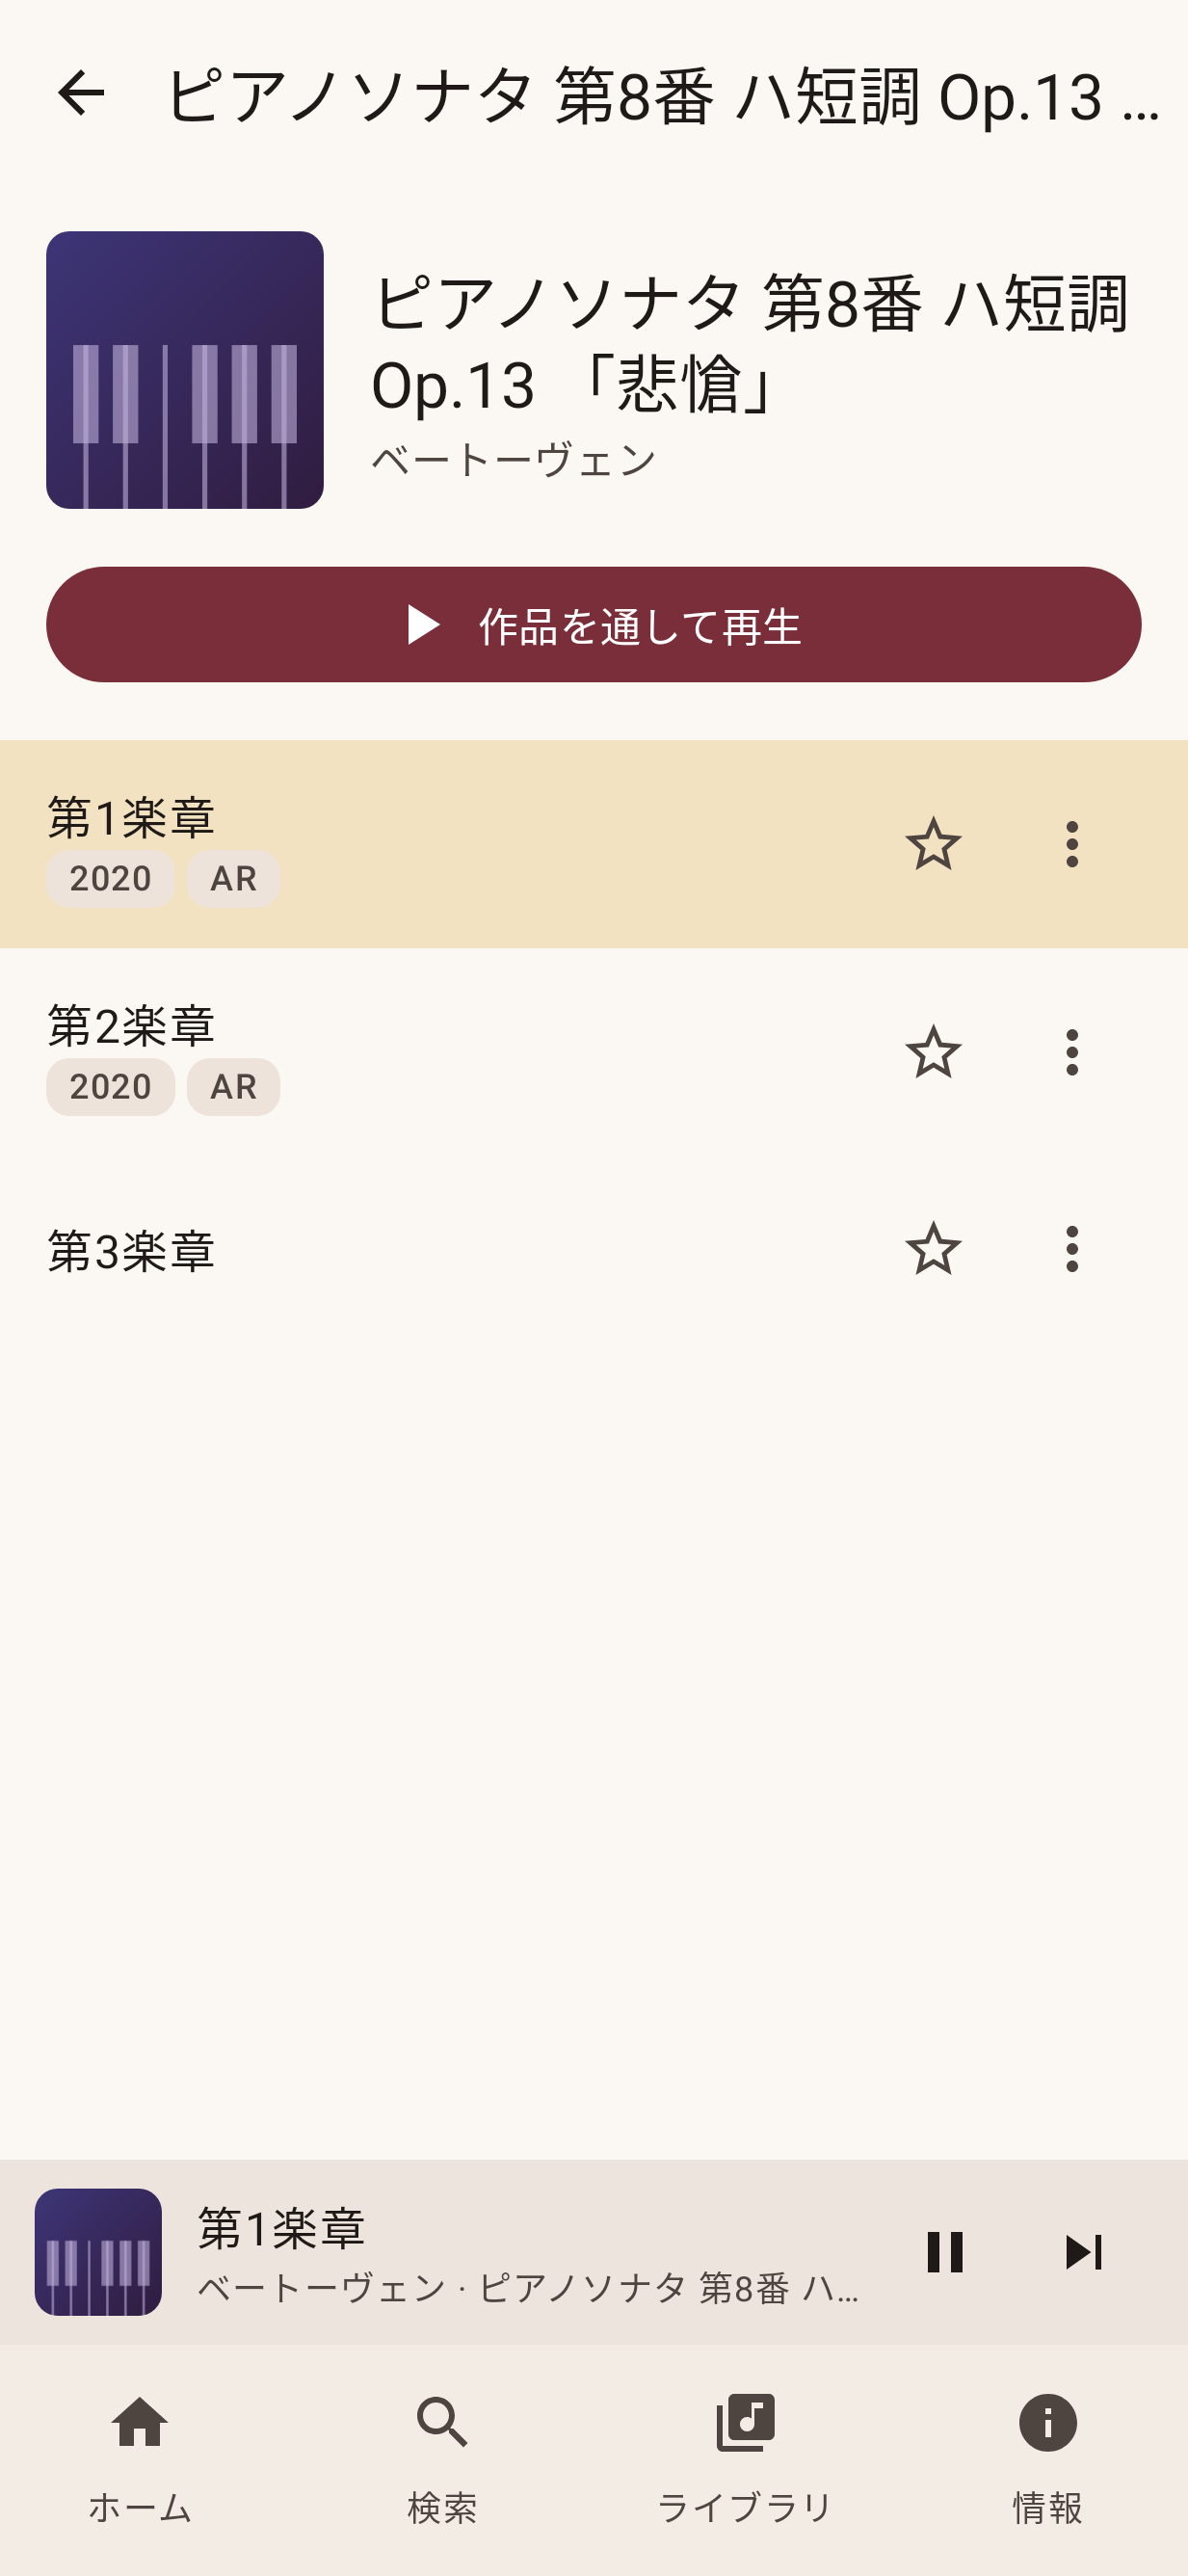 ピアノソナタ 第8番 ハ短調 Op.13 ...
ピアノソナタ 第8番 ハ短調
Op.13 「悲愴」
ベートーヴェン
作品を通して再生
第1楽章
2020 AR
第2楽章
2020 AR
第3楽章
第1楽章
ベートーヴェン · ピアノソナタ 第8番 ハ...
ホーム 検索 ライブラリ 情報